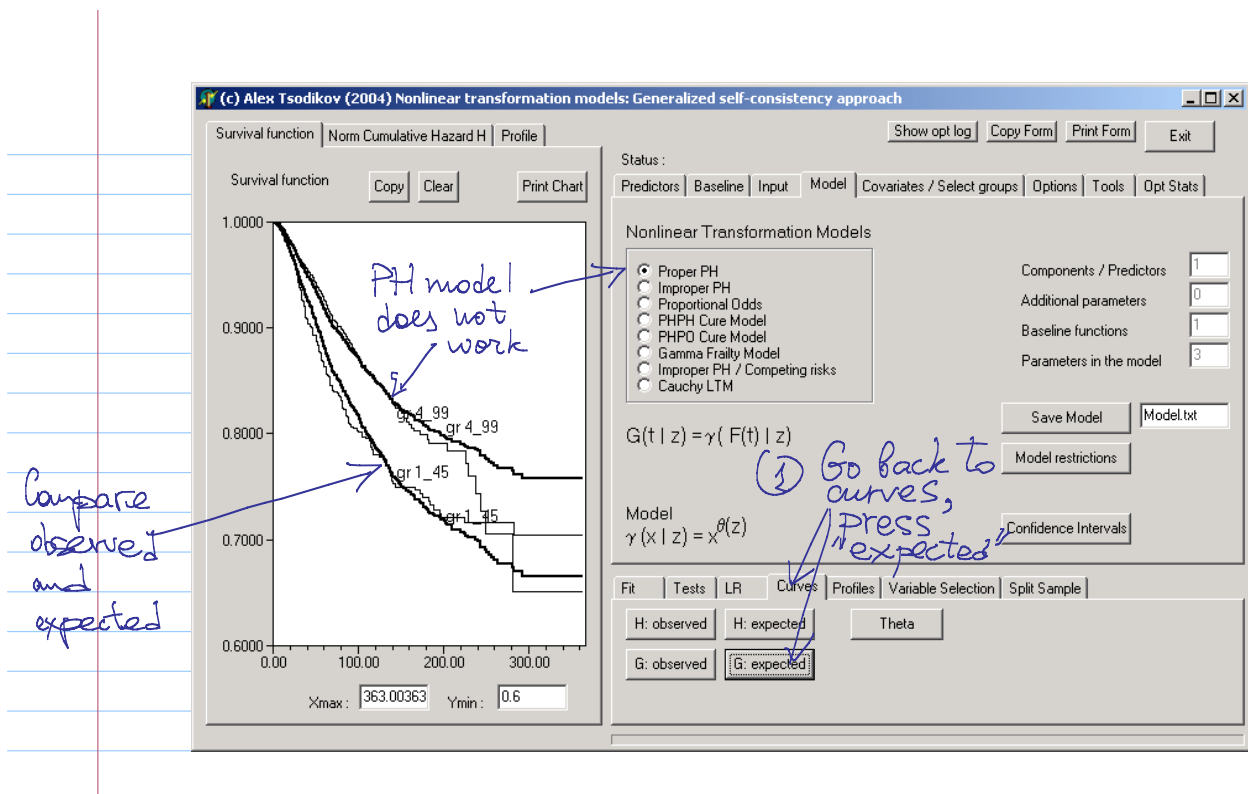 (c) Alex Tsodikov (2004) Nonlinear transformation models: Generalized self-consistency approach
Survival function
Norm Cumulative Hazard H
Profile
Show opt log
Copy Form
Print Form
Exit
Status :
Survival function
Copy
Clear
Print Chart
Predictors
Baseline
Input
Model
Covariates / Select groups
Options
Tools
Opt Stats
1.0000
0.9000
0.8000
0.7000
0.6000
0.00
100.00
200.00
300.00
gr 4_99
gr 4_99
gr 1_45
gr 1_45
Xmax :
363.00363
Ymin :
0.6
PH model
does not
work
Compare
observed
and
expected
Nonlinear Transformation Models
Proper PH
Improper PH
Proportional Odds
PHPH Cure Model
PHPO Cure Model
Gamma Frailty Model
Improper PH / Competing risks
Cauchy LTM
Components / Predictors
1
Additional parameters
0
Baseline functions
1
Parameters in the model
3
Save Model
Model.txt
Model restrictions
Confidence Intervals
G(t | z) = γ( F(t) | z)
Model
γ (x | z) = x^θ(z)
① Go back to
curves,
press
"expected"
Fit
Tests
LR
Curves
Profiles
Variable Selection
Split Sample
H: observed
H: expected
Theta
G: observed
G: expected